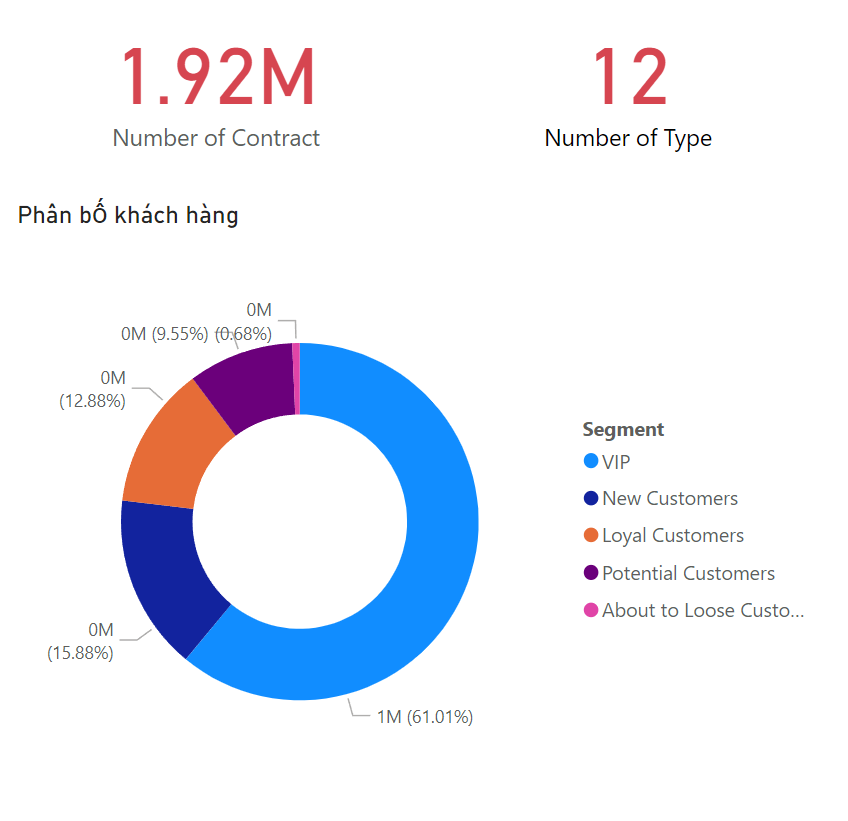 1.92M
Number of Contract
12
Number of Type
Phân bỐ khách hàng
0M
0M (9.55%) (0.68%)
0M
(12.88%)
0M
(15.88%)
1M (61.01%)
Segment
VIP
New Customers
Loyal Customers
Potential Customers
About to Loose Custo...